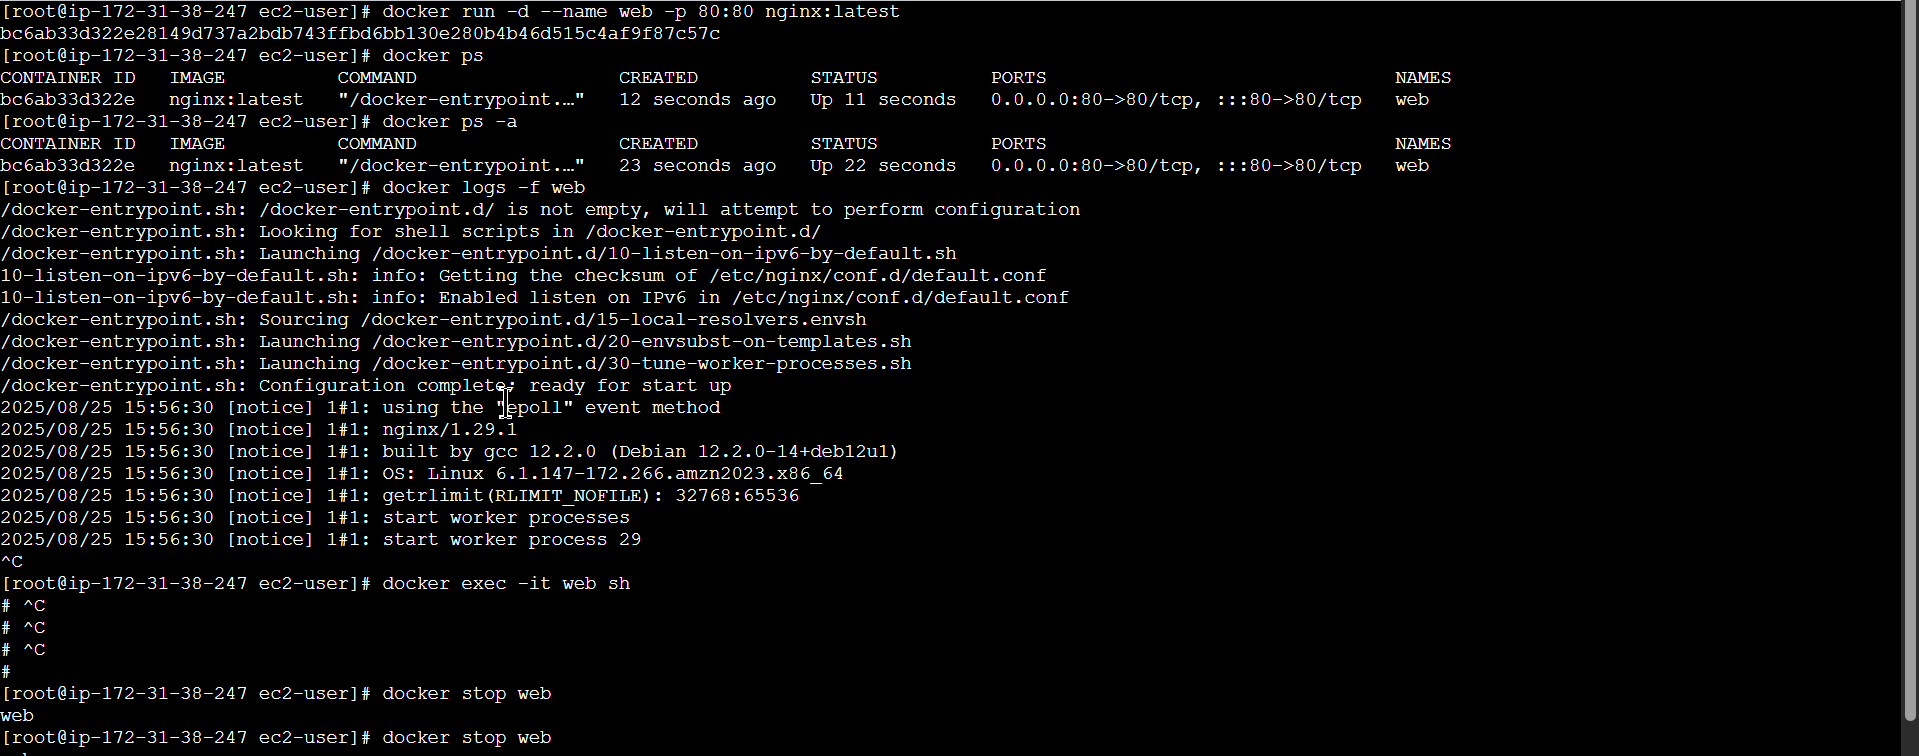 [root@ip-172-31-38-247 ec2-user]# docker run -d --name web -p 80:80 nginx:latest
bc6ab33d322e28149d737a2bdb743ffbd6bb130e280b4b46d515c4af9f87c57c
[root@ip-172-31-38-247 ec2-user]# docker ps
CONTAINER ID   IMAGE          COMMAND                  CREATED          STATUS          PORTS                               NAMES
bc6ab33d322e   nginx:latest   "/docker-entrypoint.…"   12 seconds ago   Up 11 seconds   0.0.0.0:80->80/tcp, :::80->80/tcp   web
[root@ip-172-31-38-247 ec2-user]# docker ps -a
CONTAINER ID   IMAGE          COMMAND                  CREATED          STATUS          PORTS                               NAMES
bc6ab33d322e   nginx:latest   "/docker-entrypoint.…"   23 seconds ago   Up 22 seconds   0.0.0.0:80->80/tcp, :::80->80/tcp   web
[root@ip-172-31-38-247 ec2-user]# docker logs -f web
/docker-entrypoint.sh: /docker-entrypoint.d/ is not empty, will attempt to perform configuration
/docker-entrypoint.sh: Looking for shell scripts in /docker-entrypoint.d/
/docker-entrypoint.sh: Launching /docker-entrypoint.d/10-listen-on-ipv6-by-default.sh
10-listen-on-ipv6-by-default.sh: info: Getting the checksum of /etc/nginx/conf.d/default.conf
10-listen-on-ipv6-by-default.sh: info: Enabled listen on IPv6 in /etc/nginx/conf.d/default.conf
/docker-entrypoint.sh: Sourcing /docker-entrypoint.d/15-local-resolvers.envsh
/docker-entrypoint.sh: Launching /docker-entrypoint.d/20-envsubst-on-templates.sh
/docker-entrypoint.sh: Launching /docker-entrypoint.d/30-tune-worker-processes.sh
/docker-entrypoint.sh: Configuration complete; ready for start up
2025/08/25 15:56:30 [notice] 1#1: using the "epoll" event method
2025/08/25 15:56:30 [notice] 1#1: nginx/1.29.1
2025/08/25 15:56:30 [notice] 1#1: built by gcc 12.2.0 (Debian 12.2.0-14+deb12u1)
2025/08/25 15:56:30 [notice] 1#1: OS: Linux 6.1.147-172.266.amzn2023.x86_64
2025/08/25 15:56:30 [notice] 1#1: getrlimit(RLIMIT_NOFILE): 32768:65536
2025/08/25 15:56:30 [notice] 1#1: start worker processes
2025/08/25 15:56:30 [notice] 1#1: start worker process 29
^C
[root@ip-172-31-38-247 ec2-user]# docker exec -it web sh
# ^C
# ^C
# ^C
#
[root@ip-172-31-38-247 ec2-user]# docker stop web
web
[root@ip-172-31-38-247 ec2-user]# docker stop web